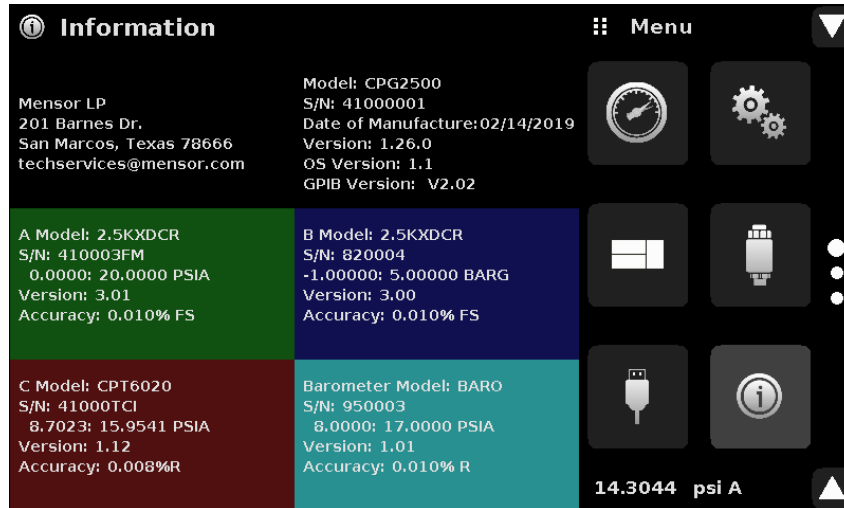 Information
Mensor LP
201 Barnes Dr.
San Marcos, Texas 78666
techservices@mensor.com
Model: CPG2500
S/N: 41000001
Date of Manufacture:02/14/2019
Version: 1.26.0
OS Version: 1.1
GPIB Version: V2.02
A Model: 2.5KXDCR
S/N: 410003FM
0.0000: 20.0000 PSIA
Version: 3.01
Accuracy: 0.010% FS
B Model: 2.5KXDCR
S/N: 820004
-1.00000: 5.00000 BARG
Version: 3.00
Accuracy: 0.010% FS
C Model: CPT6020
S/N: 41000TCI
8.7023: 15.9541 PSIA
Version: 1.12
Accuracy: 0.008%R
Barometer Model: BARO
S/N: 950003
8.0000: 17.0000 PSIA
Version: 1.01
Accuracy: 0.010% R
Menu
14.3044 psi A